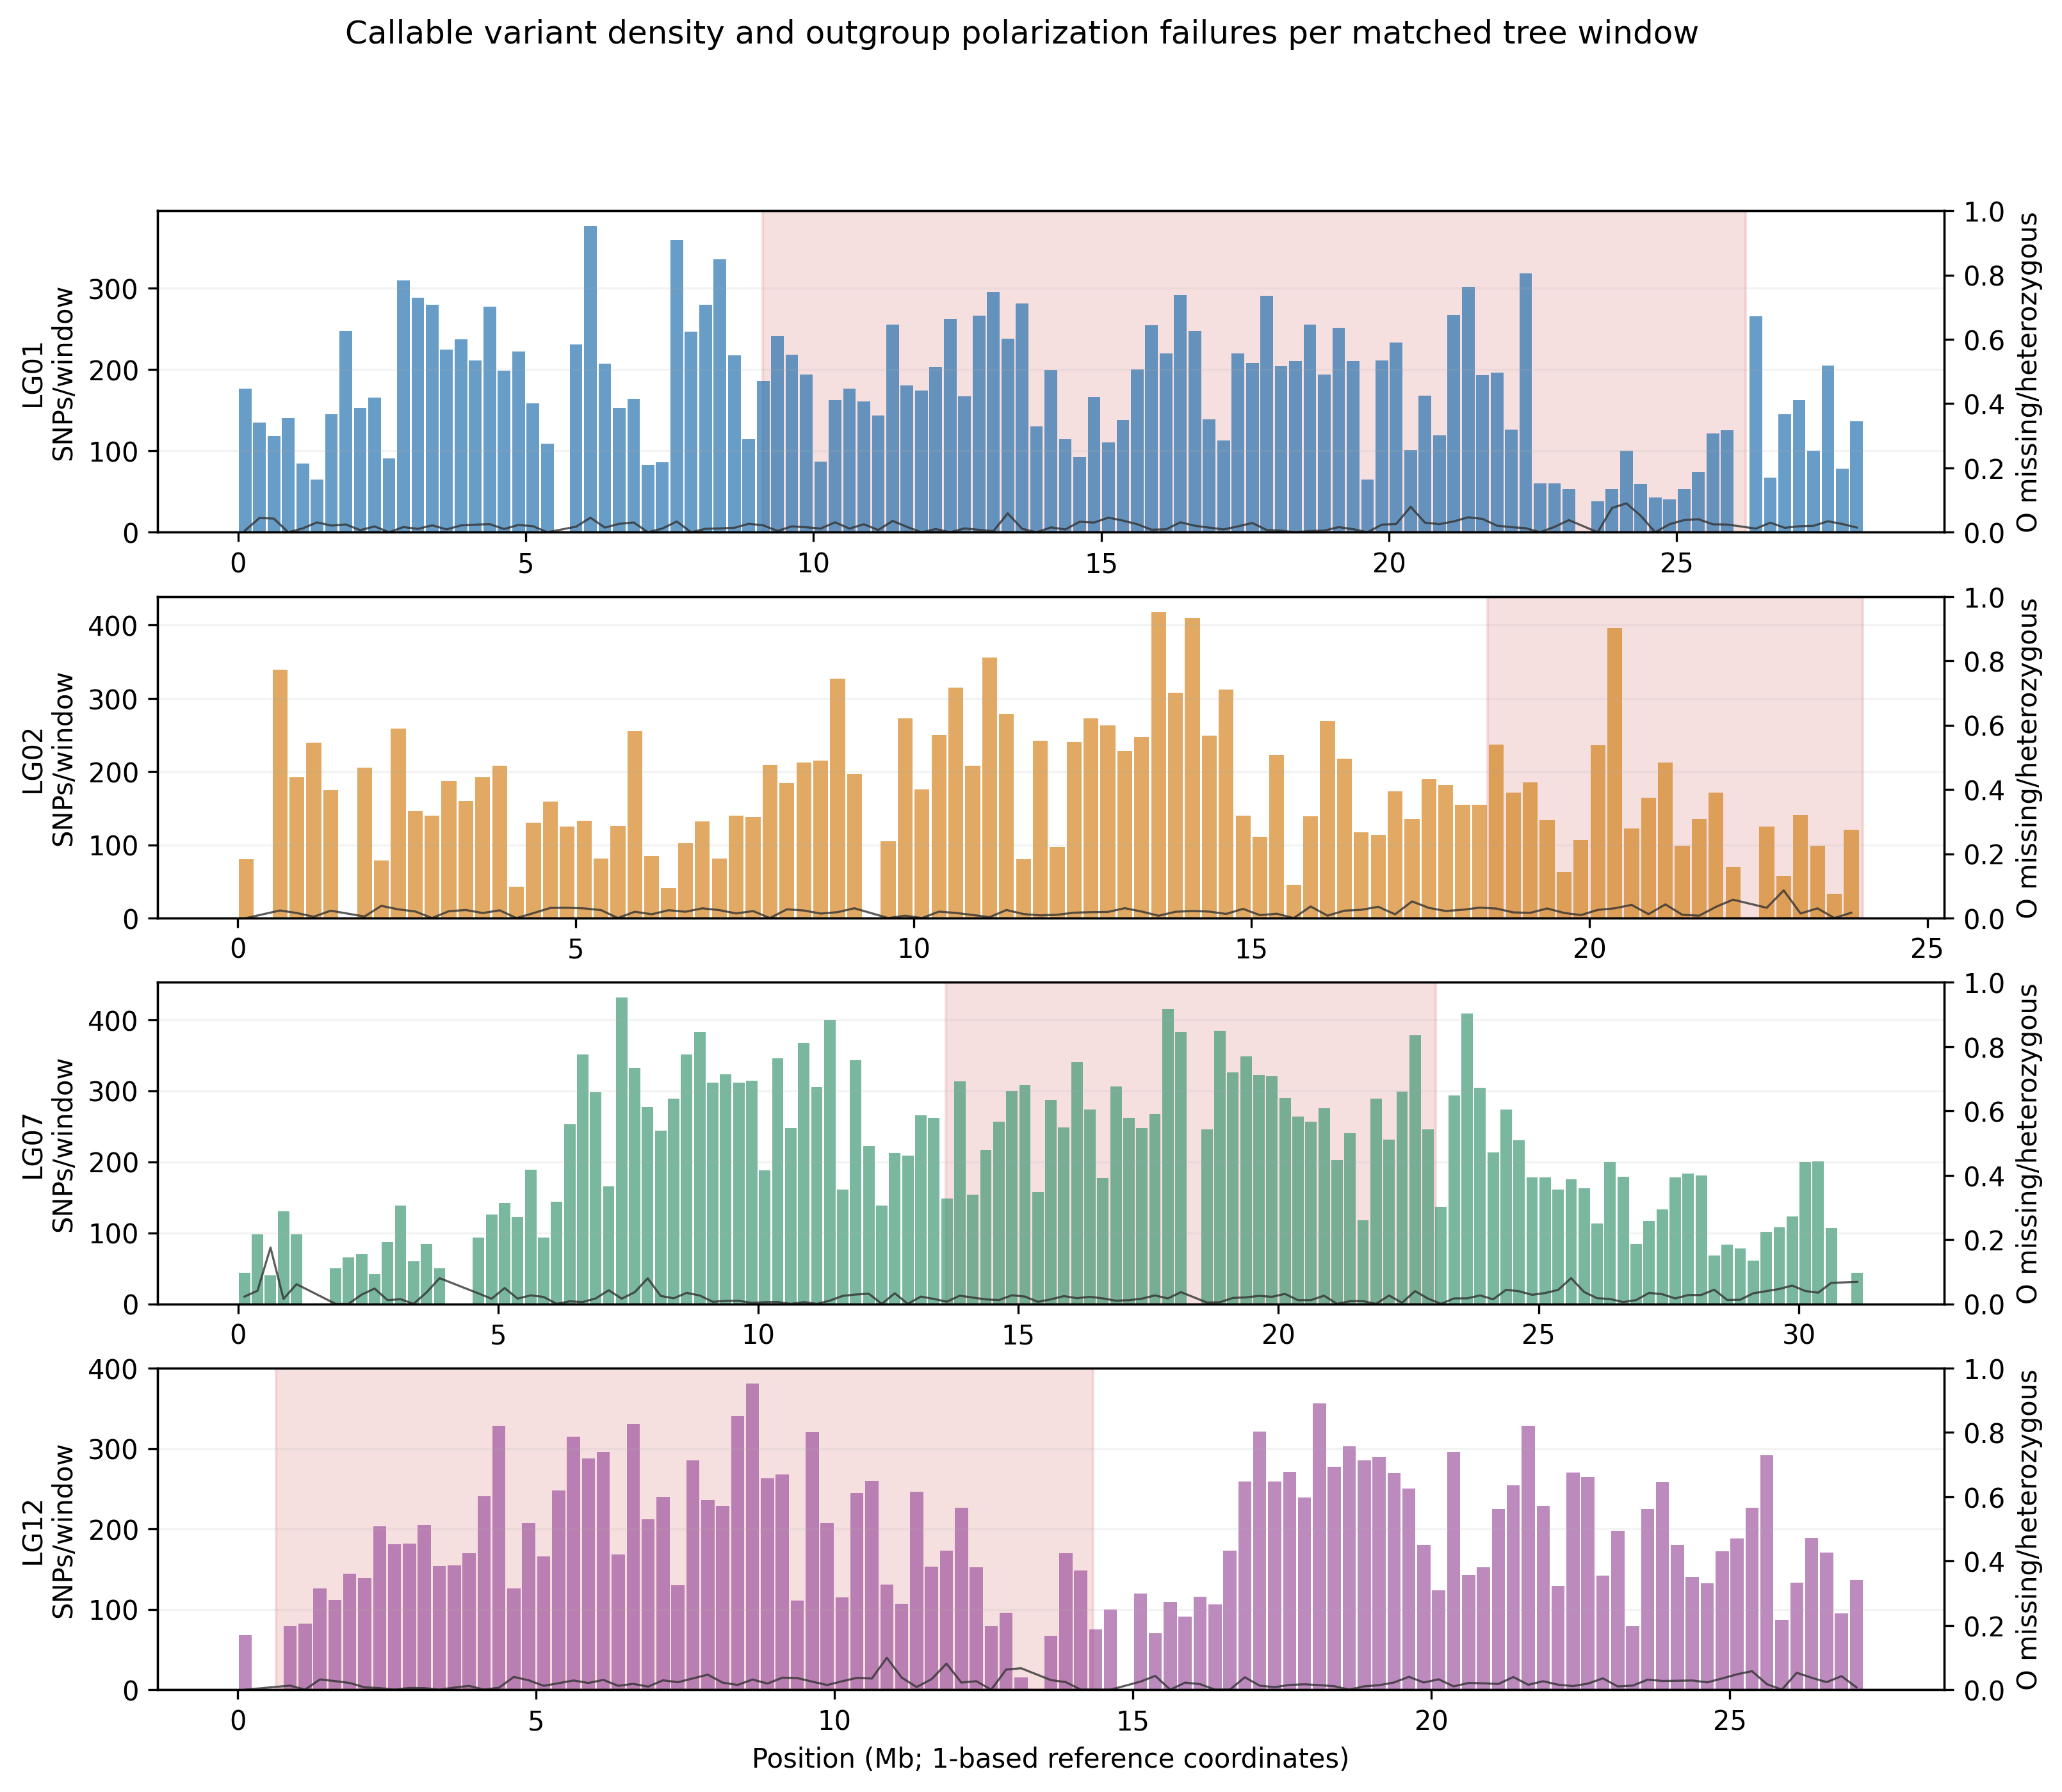 Callable variant density and outgroup polarization failures per matched tree window
LG01
SNPs/window
300
200
100
0
1.0
0.8
0.6
0.4
0.2
0.0
O missing/heterozygous
0 5 10 15 20 25
LG02
SNPs/window
400
300
200
100
0
1.0
0.8
0.6
0.4
0.2
0.0
O missing/heterozygous
0 5 10 15 20 25
LG07
SNPs/window
400
300
200
100
0
1.0
0.8
0.6
0.4
0.2
0.0
O missing/heterozygous
0 5 10 15 20 25 30
LG12
SNPs/window
400
300
200
100
0
1.0
0.8
0.6
0.4
0.2
0.0
O missing/heterozygous
0 5 10 15 20 25
Position (Mb; 1-based reference coordinates)